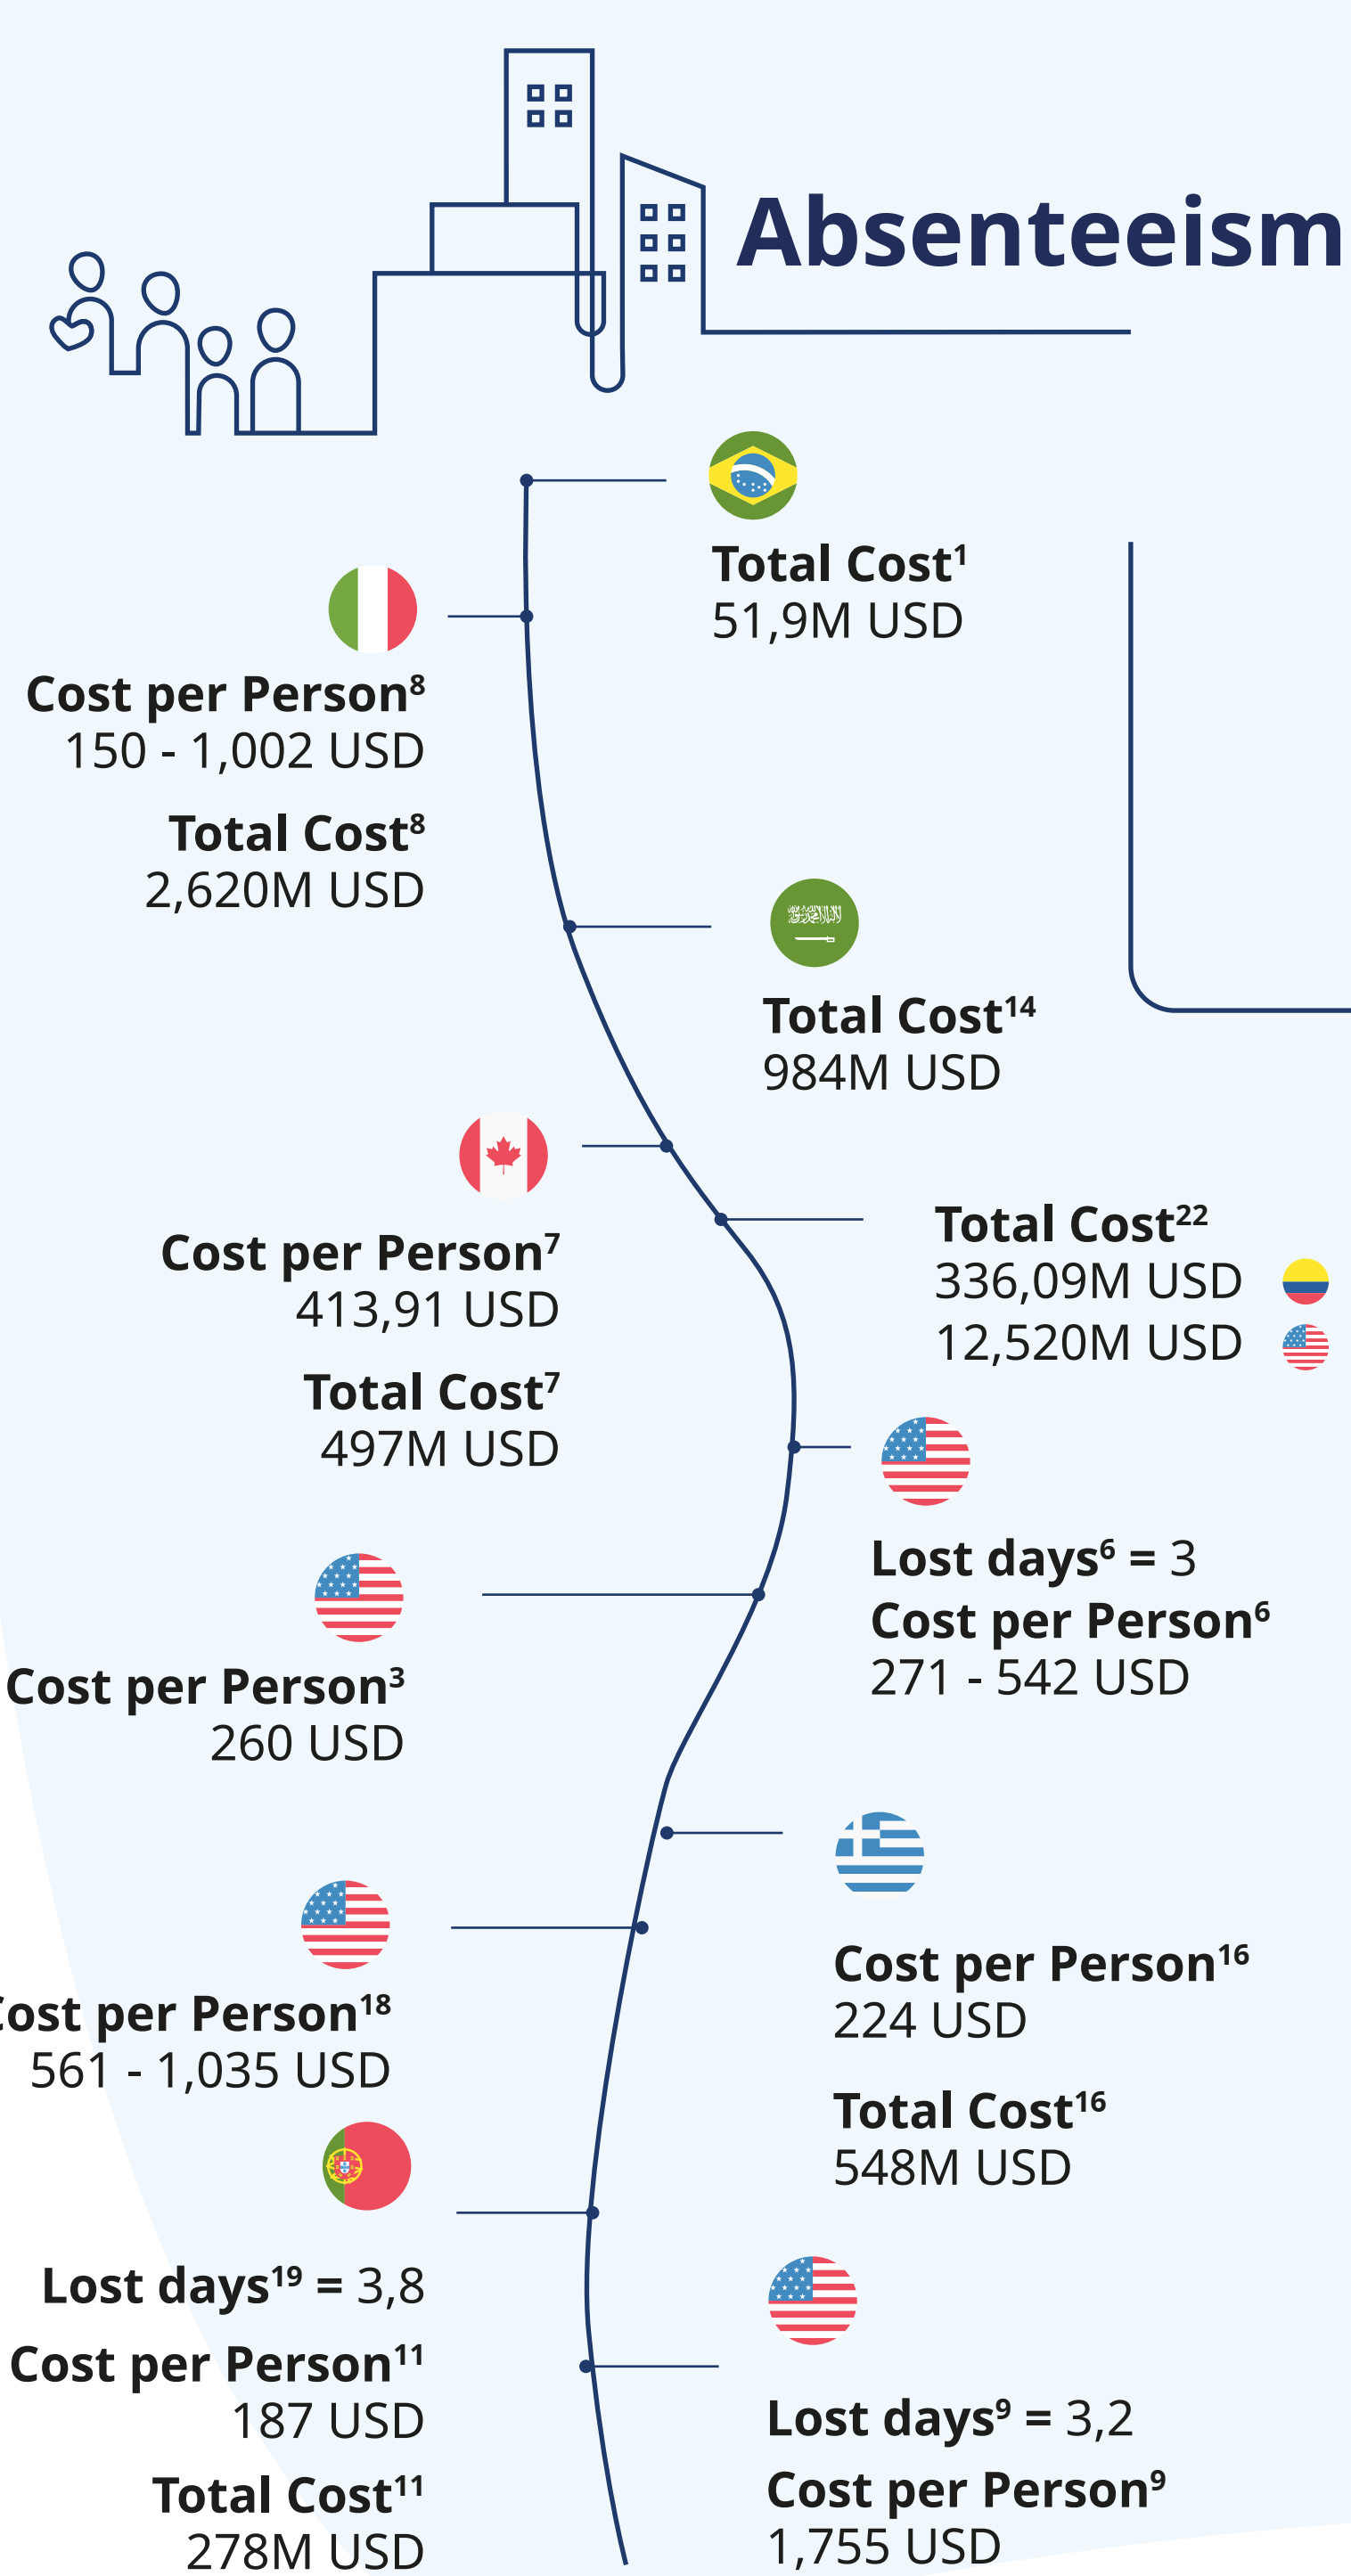 Absenteeism
Total Cost¹
51,9M USD
Cost per Person⁸
150 - 1,002 USD
Total Cost⁸
2,620M USD
Total Cost¹⁴
984M USD
Cost per Person⁷
413,91 USD
Total Cost⁷
497M USD
Total Cost²²
336,09M USD
12,520M USD
Lost days⁶ = 3
Cost per Person⁶
271 - 542 USD
Cost per Person³
260 USD
Cost per Person¹⁶
224 USD
Total Cost¹⁶
548M USD
Cost per Person¹⁸
561 - 1,035 USD
Lost days¹⁹ = 3,8
Cost per Person¹¹
187 USD
Total Cost¹¹
278M USD
Lost days⁹ = 3,2
Cost per Person⁹
1,755 USD